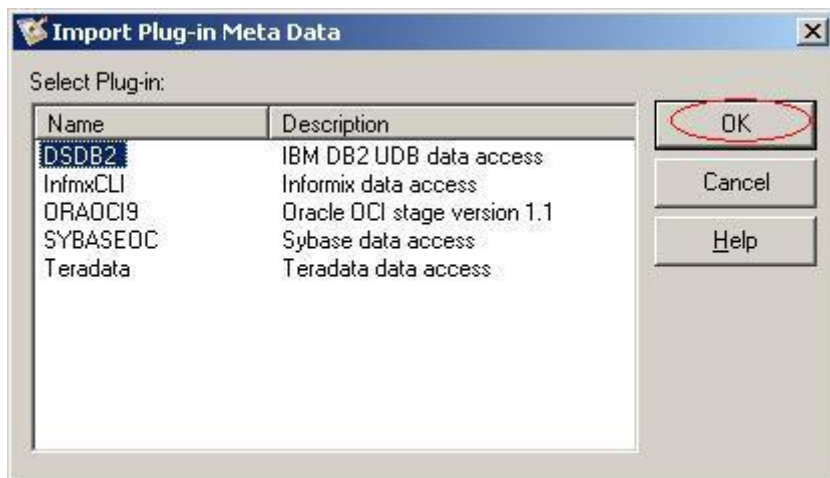 Import Plug-in Meta Data
Select Plug-in:
Name Description
DSDB2 IBM DB2 UDB data access
InfmxCLI Informix data access
ORAOCI9 Oracle OCI stage version 1.1
SYBASEOC Sybase data access
Teradata Teradata data access
OK
Cancel
Help